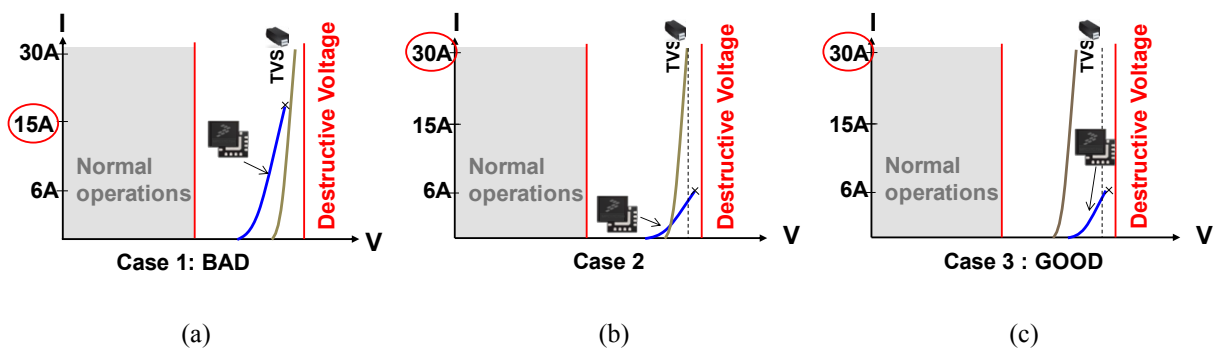 I
30A
15A
6A
TVS
Destructive Voltage
Normal
operations
V
Case 1: BAD
(a)
I
30A
15A
6A
TVS
Destructive Voltage
Normal
operations
V
Case 2
(b)
I
30A
15A
6A
TVS
Destructive Voltage
Normal
operations
V
Case 3 : GOOD
(c)